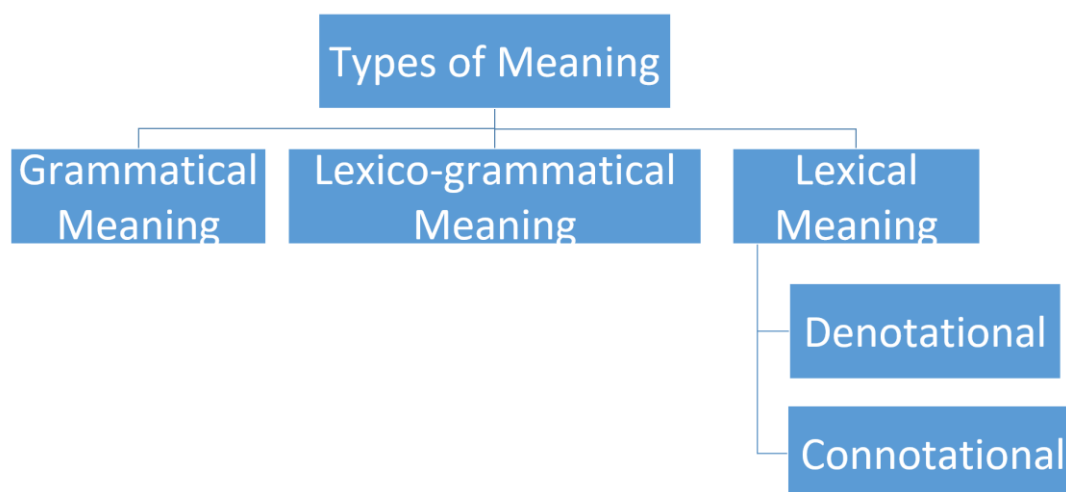 Types of Meaning
Grammatical
Meaning
Lexico-grammatical
Meaning
Lexical
Meaning
Denotational
Connotational